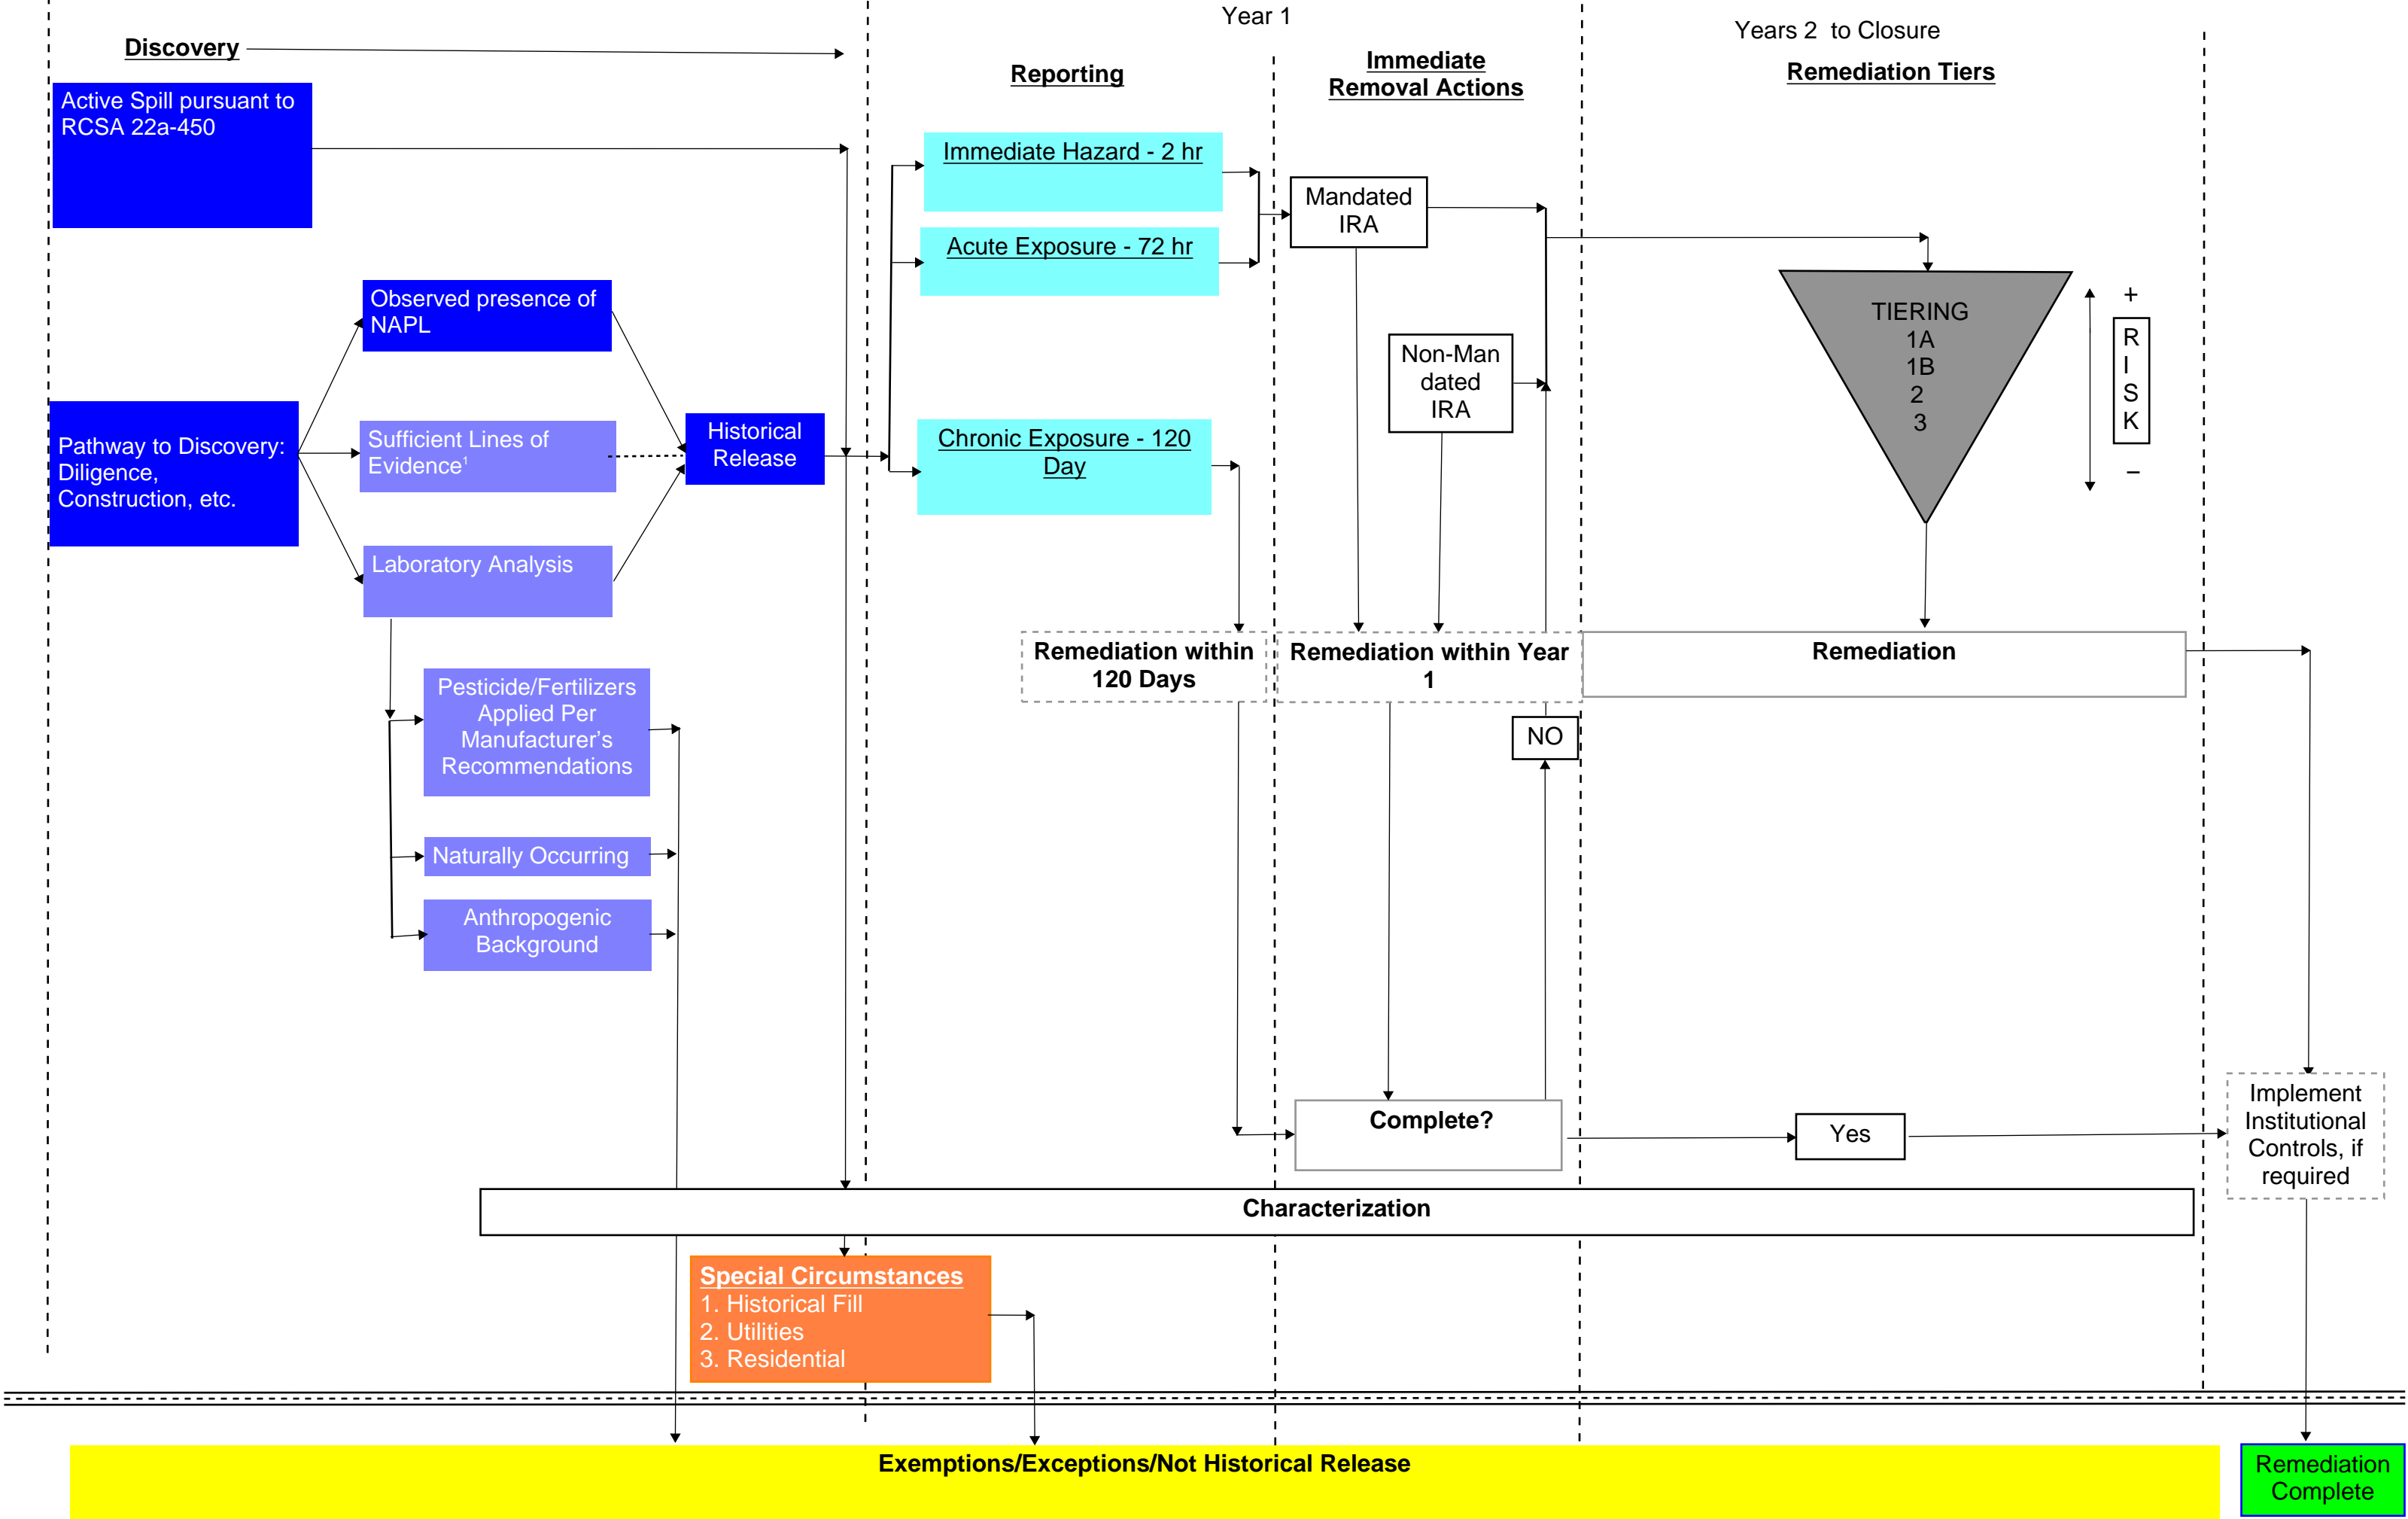 Year 1
Years 2 to Closure
Discovery
Reporting
Immediate
Removal Actions
Remediation Tiers
Active Spill pursuant to
RCSA 22a-450
Immediate Hazard - 2 hr
Acute Exposure - 72 hr
Mandated
IRA
Observed presence of
NAPL
TIERING
1A
1B
2
3
+
R
I
S
K
–
Non-Man
dated
IRA
Pathway to Discovery:
Diligence,
Construction, etc.
Sufficient Lines of
Evidence¹
Historical
Release
Chronic Exposure - 120
Day
Laboratory Analysis
Remediation within
120 Days
Remediation within Year
1
Remediation
Pesticide/Fertilizers
Applied Per
Manufacturer's
Recommendations
NO
Naturally Occurring
Anthropogenic
Background
Complete?
Yes
Implement
Institutional
Controls, if
required
Characterization
Special Circumstances
1. Historical Fill
2. Utilities
3. Residential
Exemptions/Exceptions/Not Historical Release
Remediation
Complete